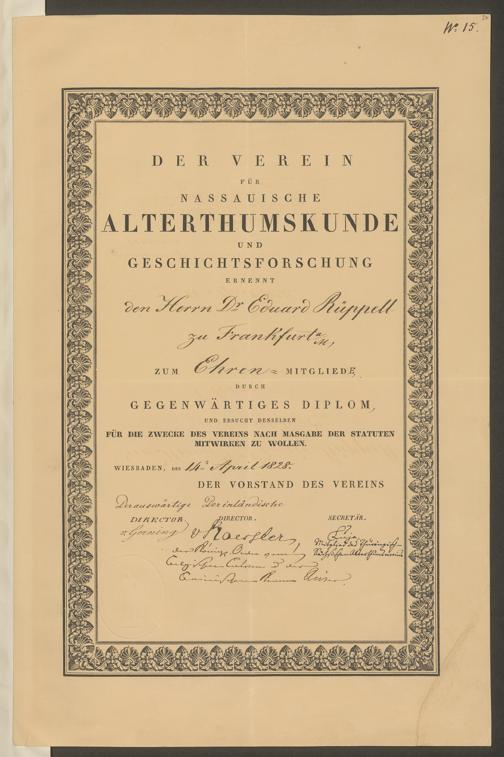 No. 15.
DER VEREIN
FÜR
NASSAUISCHE
ALTERTHUMSKUNDE
UND
GESCHICHTSFORSCHUNG
ERNENNT
den Herrn Dr Eduard Rüppell
zu Frankfurt a/M,
ZUM Ehren= MITGLIEDE,
DURCH
GEGENWÄRTIGES DIPLOM,
UND ERSUCHT DENSELBEN
FÜR DIE ZWECKE DES VEREINS NACH MASGABE DER STATUTEN
MITWIRKEN ZU WOLLEN.
WIESBADEN, DEN 14. April 1828.
DER VORSTAND DES VEREINS
Der auswärtige Der inländische
DIRECTOR DIRECTOR. SECRETÄR.
v. Gerning
Mitglied des